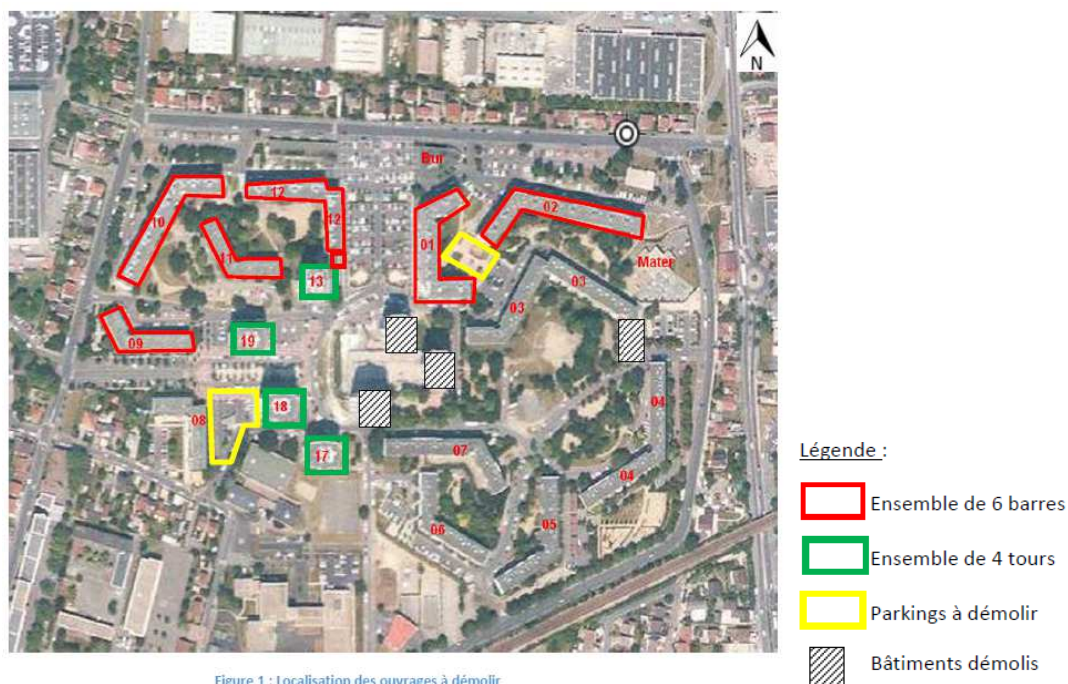 N
Bur
12
10
02
12
01
11
Mater
13
03
03
09
19
08
18
04
07
17
04
06
05
Légende :
Ensemble de 6 barres
Ensemble de 4 tours
Parkings à démolir
Bâtiments démolis
Figure 1 : Localisation des ouvrages à démolir